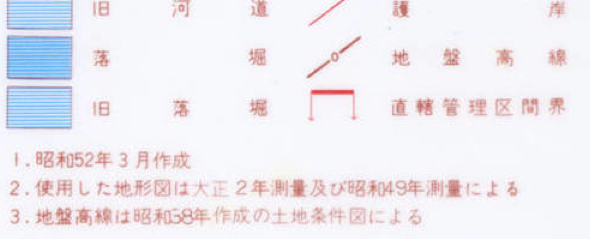 旧河道 護岸
落堀 地盤高線
旧落堀 直轄管理区間界
1.昭和52年3月作成
2.使用した地形図は大正2年測量及び昭和49年測量による
3.地盤高線は昭和38年作成の土地条件図による